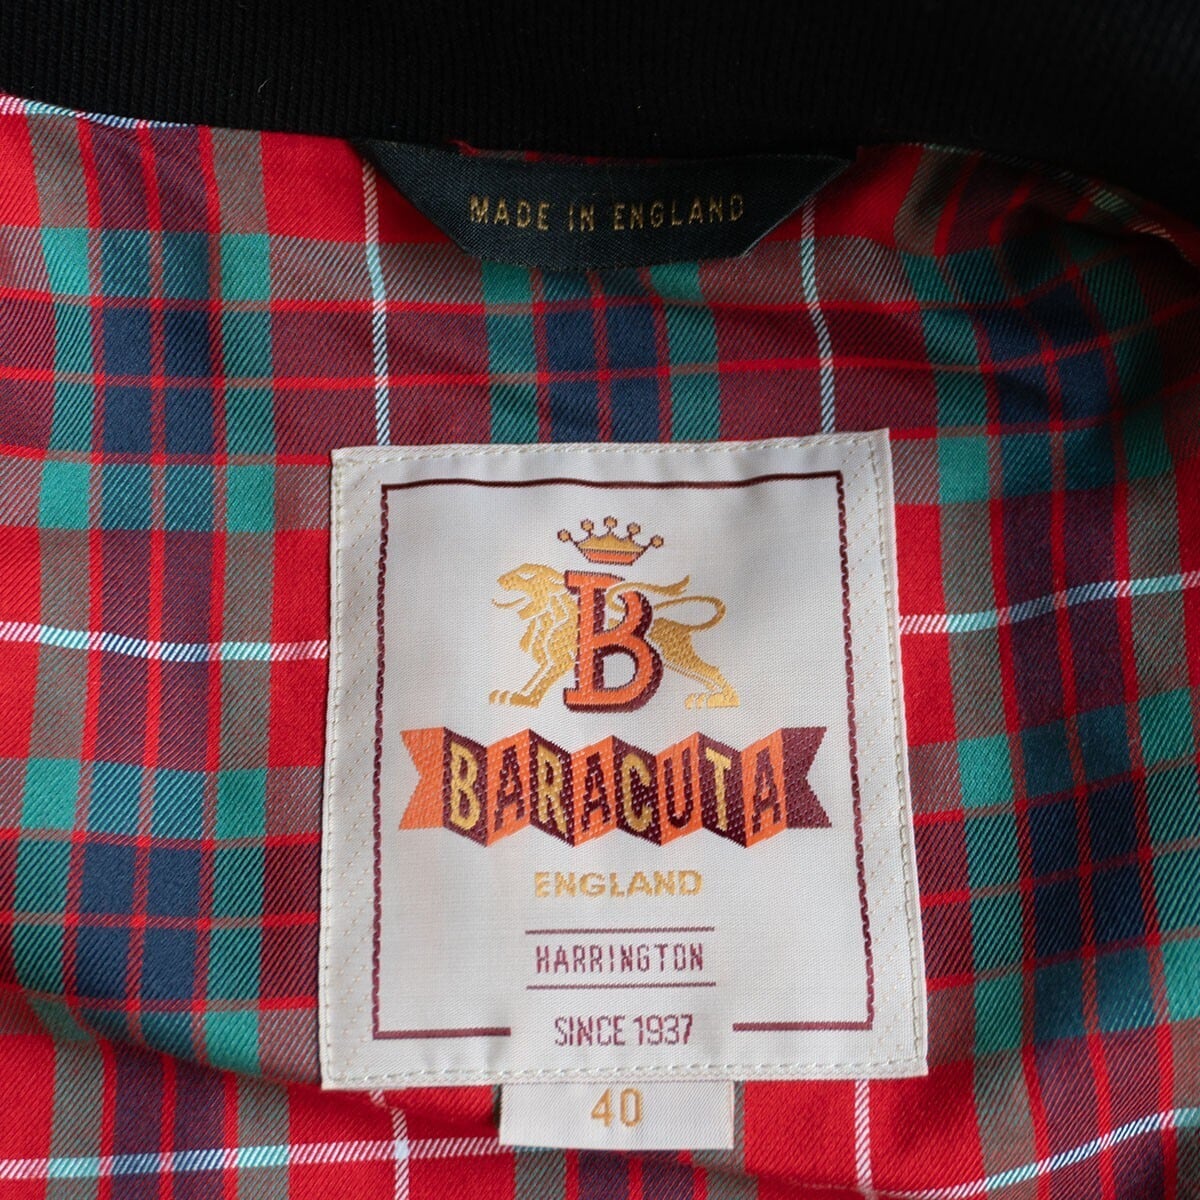 MADE IN ENGLAND
B
BARACUTA
ENGLAND
HARRINGTON
SINCE 1937
40